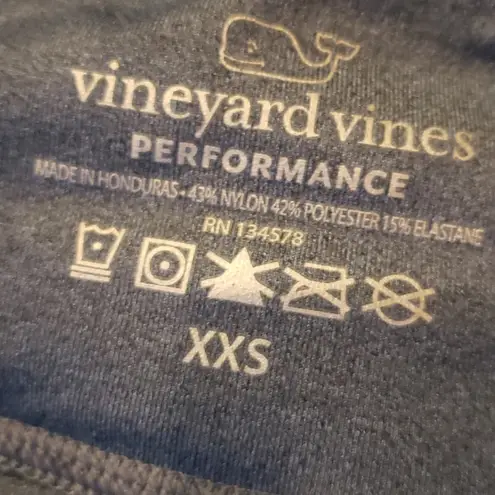 vineyard vines
PERFORMANCE
MADE IN HONDURAS • 43% NYLON 42% POLYESTER 15% ELASTANE
RN 134578
XXS